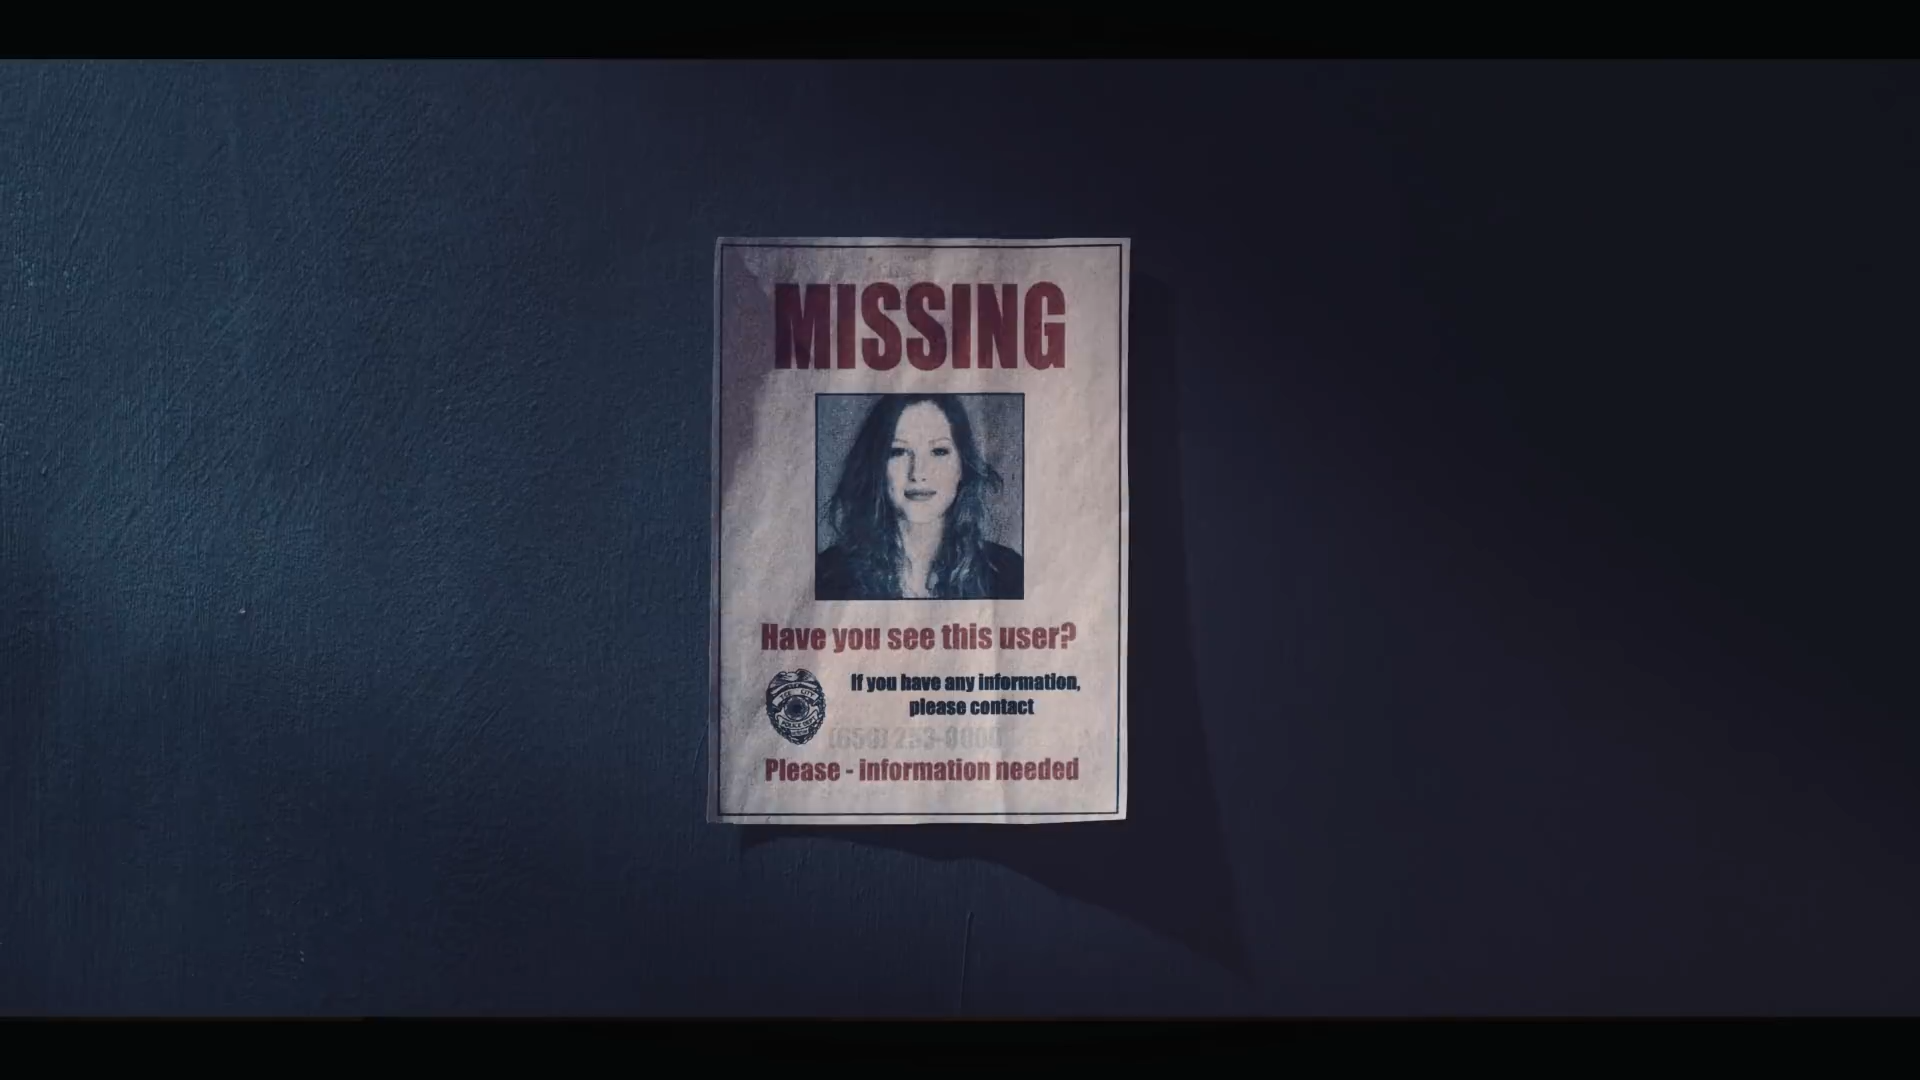 MISSING
Have you see this user?
If you have any information,
please contact
Please - information needed